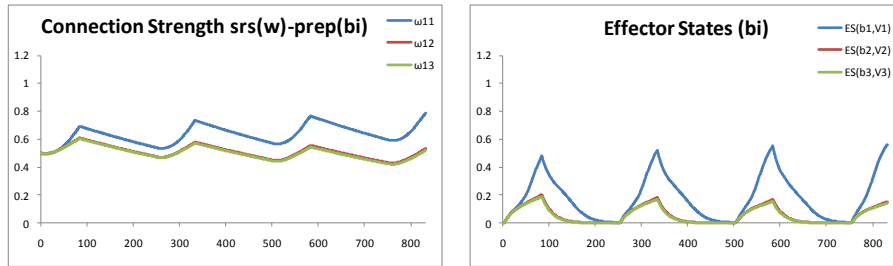 Connection Strength srs(w)-prep(bi)
ω11
ω12
ω13
1.2
1
0.8
0.6
0.4
0.2
0
0 100 200 300 400 500 600 700 800
Effector States (bi)
ES(b1,V1)
ES(b2,V2)
ES(b3,V3)
1.2
1
0.8
0.6
0.4
0.2
0
0 100 200 300 400 500 600 700 800